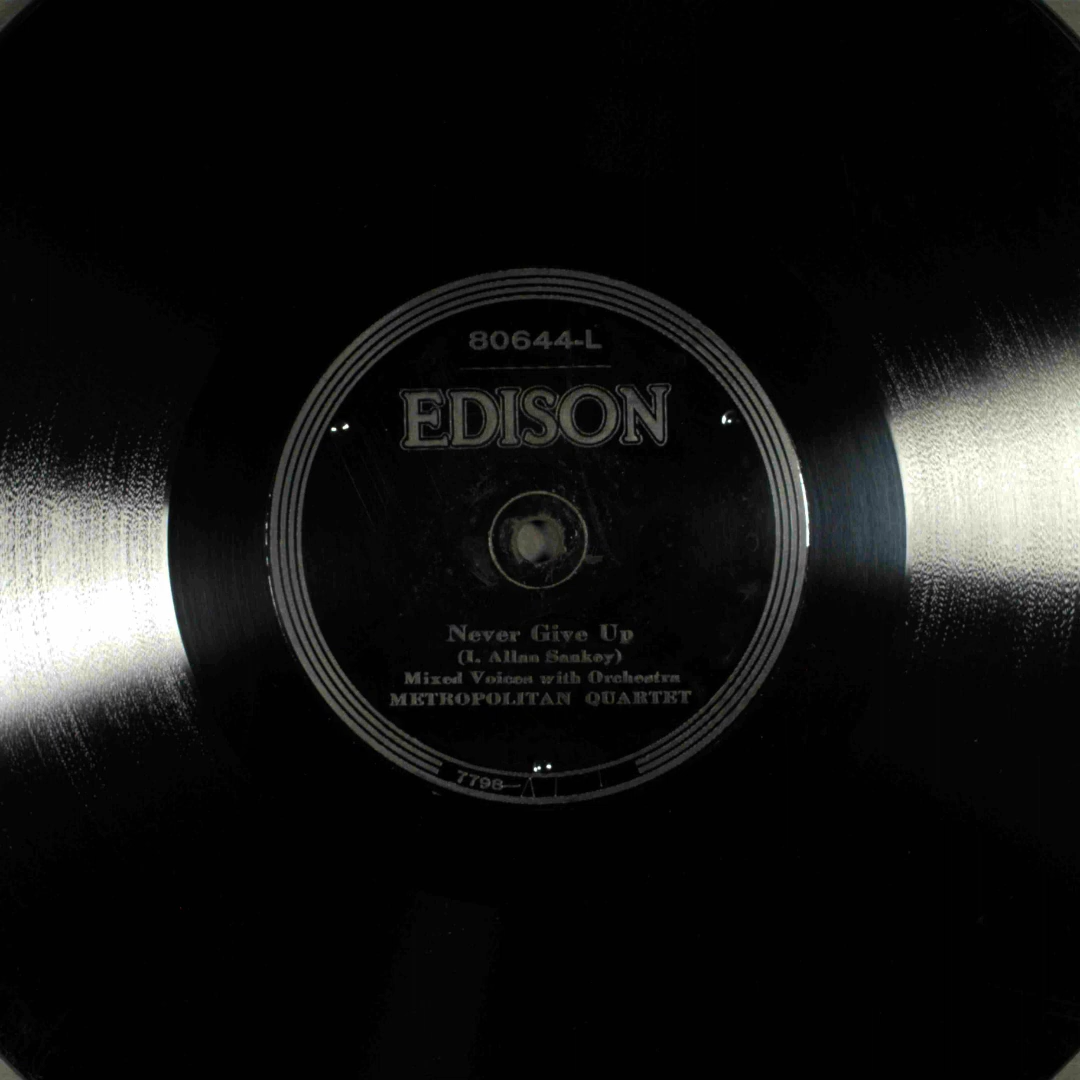 80644-L
EDISON
Never Give Up
(I. Allan Sankey)
Mixed Voices with Orchestra
METROPOLITAN QUARTET
7798-A